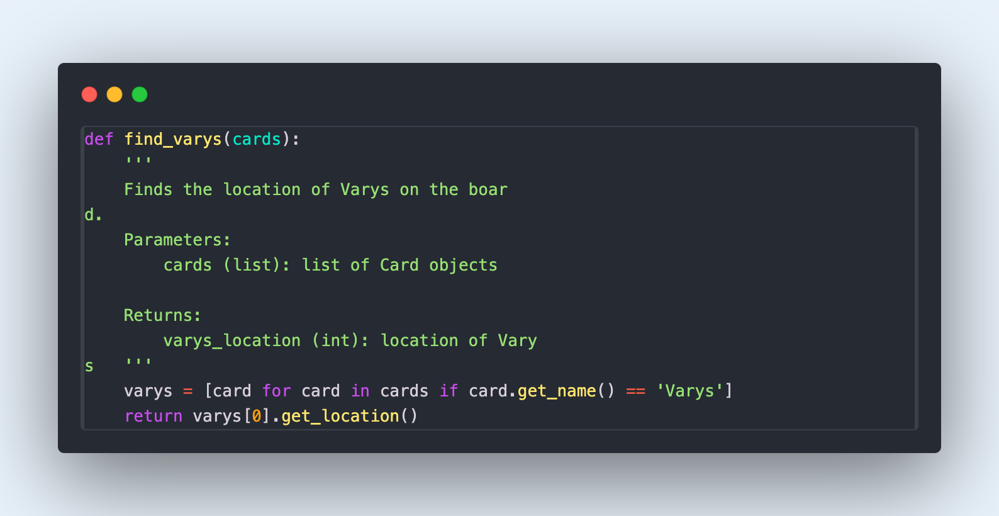 def find_varys(cards):
    '''
    Finds the location of Varys on the boar
d.
    Parameters:
        cards (list): list of Card objects

    Returns:
        varys_location (int): location of Vary
s   '''
    varys = [card for card in cards if card.get_name() == 'Varys']
    return varys[0].get_location()